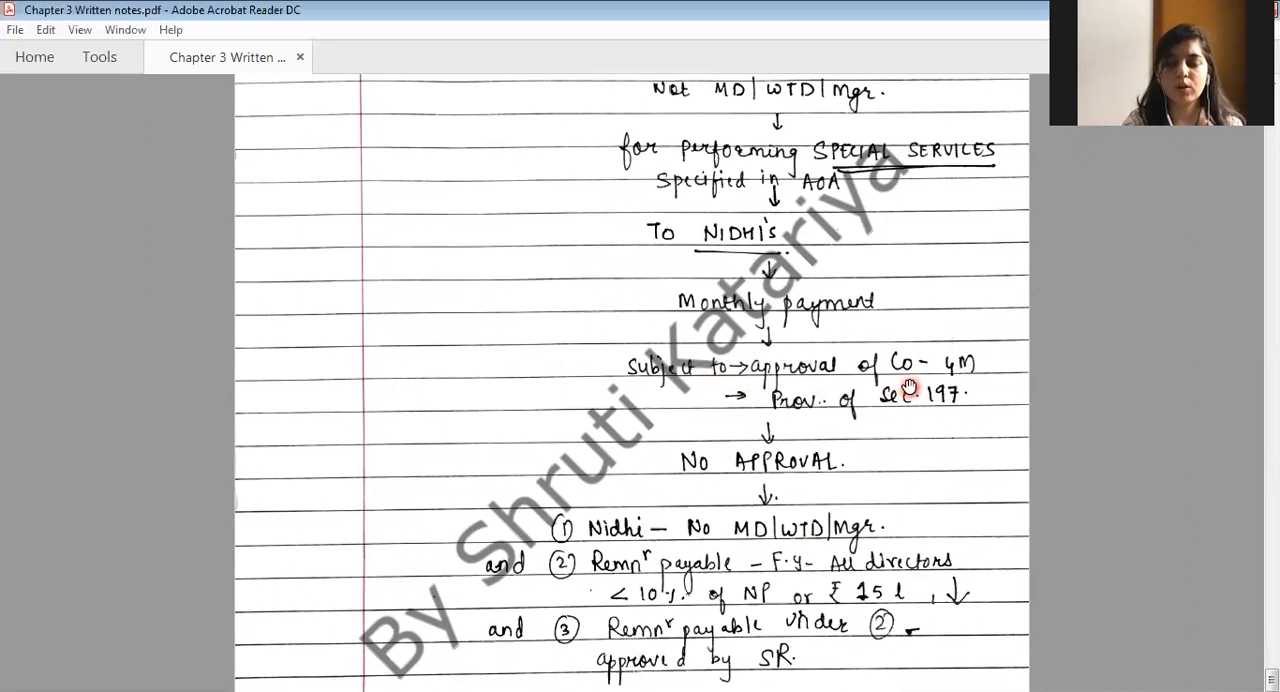 Chapter 3 Written notes.pdf - Adobe Acrobat Reader DC
File Edit View Window Help
Home Tools Chapter 3 Written ... ×
Not MD/WTD/Mgr.
↓
for performing SPECIAL SERVICES
specified in AOA
↓
To NIDHI's.
↓
Monthly payment
↓
Subject to → approval of Co - GM
→ Prov.. of Sec. 197.
↓
No APPROVAL.
↓
① Nidhi - No MD/WTD/Mgr.
and ② Remnʳ payable - F.Y - All directors
< 10% of NP or ₹ 15 l , ↓
and ③ Remnʳ payable under ② -
approved by SR.
By Shruti Katariya